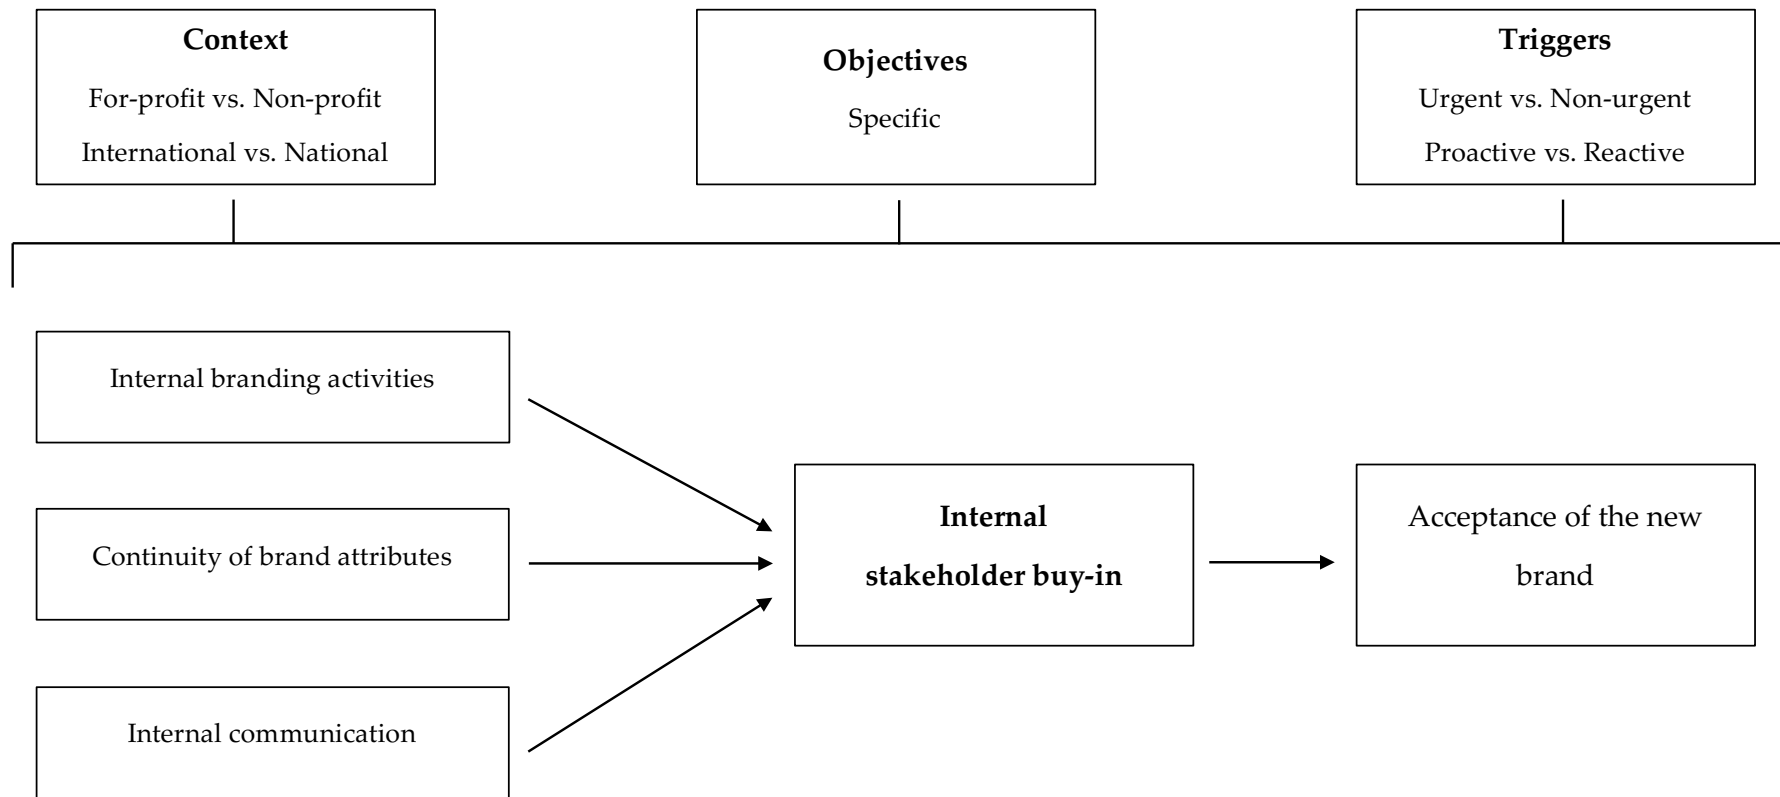 Context
For-profit vs. Non-profit
International vs. National
Objectives
Specific
Triggers
Urgent vs. Non-urgent
Proactive vs. Reactive
Internal branding activities
Continuity of brand attributes
Internal communication
Internal
stakeholder buy-in
Acceptance of the new
brand